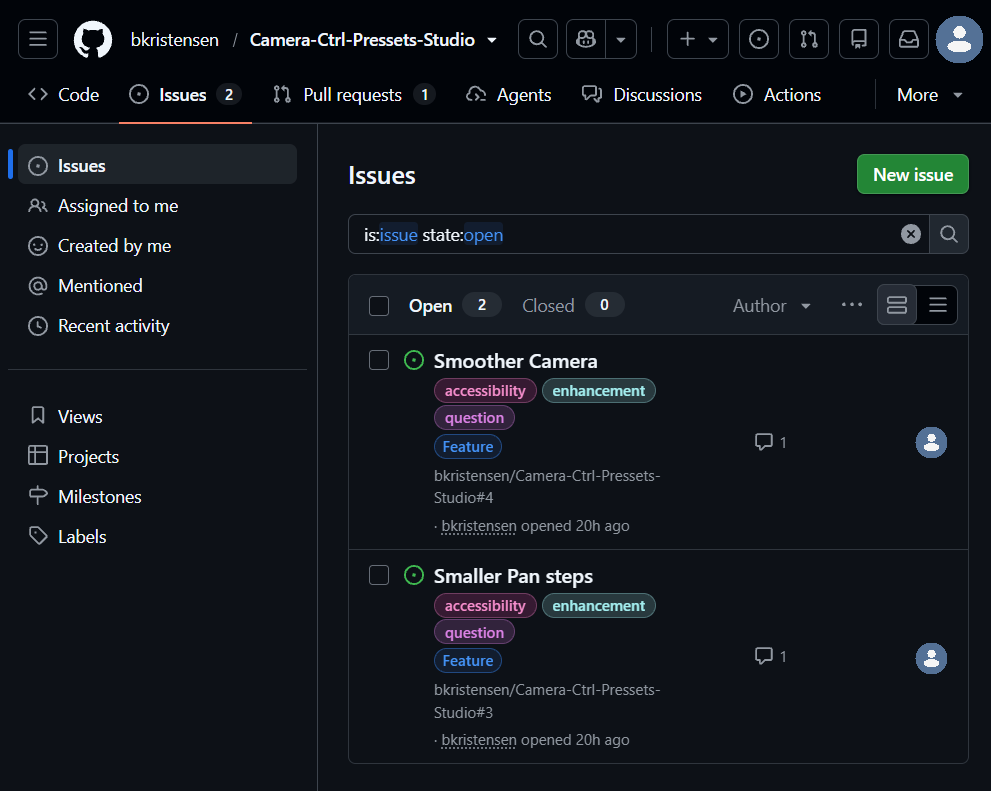 bkristensen / Camera-Ctrl-Pressets-Studio
Code Issues 2 Pull requests 1 Agents Discussions Actions More
Issues
Assigned to me
Created by me
Mentioned
Recent activity
Views
Projects
Milestones
Labels
Issues New issue
is:issue state:open
Open 2 Closed 0 Author
Smoother Camera
accessibility enhancement
question
Feature
bkristensen/Camera-Ctrl-Pressets-
Studio#4
· bkristensen opened 20h ago
1
Smaller Pan steps
accessibility enhancement
question
Feature
bkristensen/Camera-Ctrl-Pressets-
Studio#3
· bkristensen opened 20h ago
1